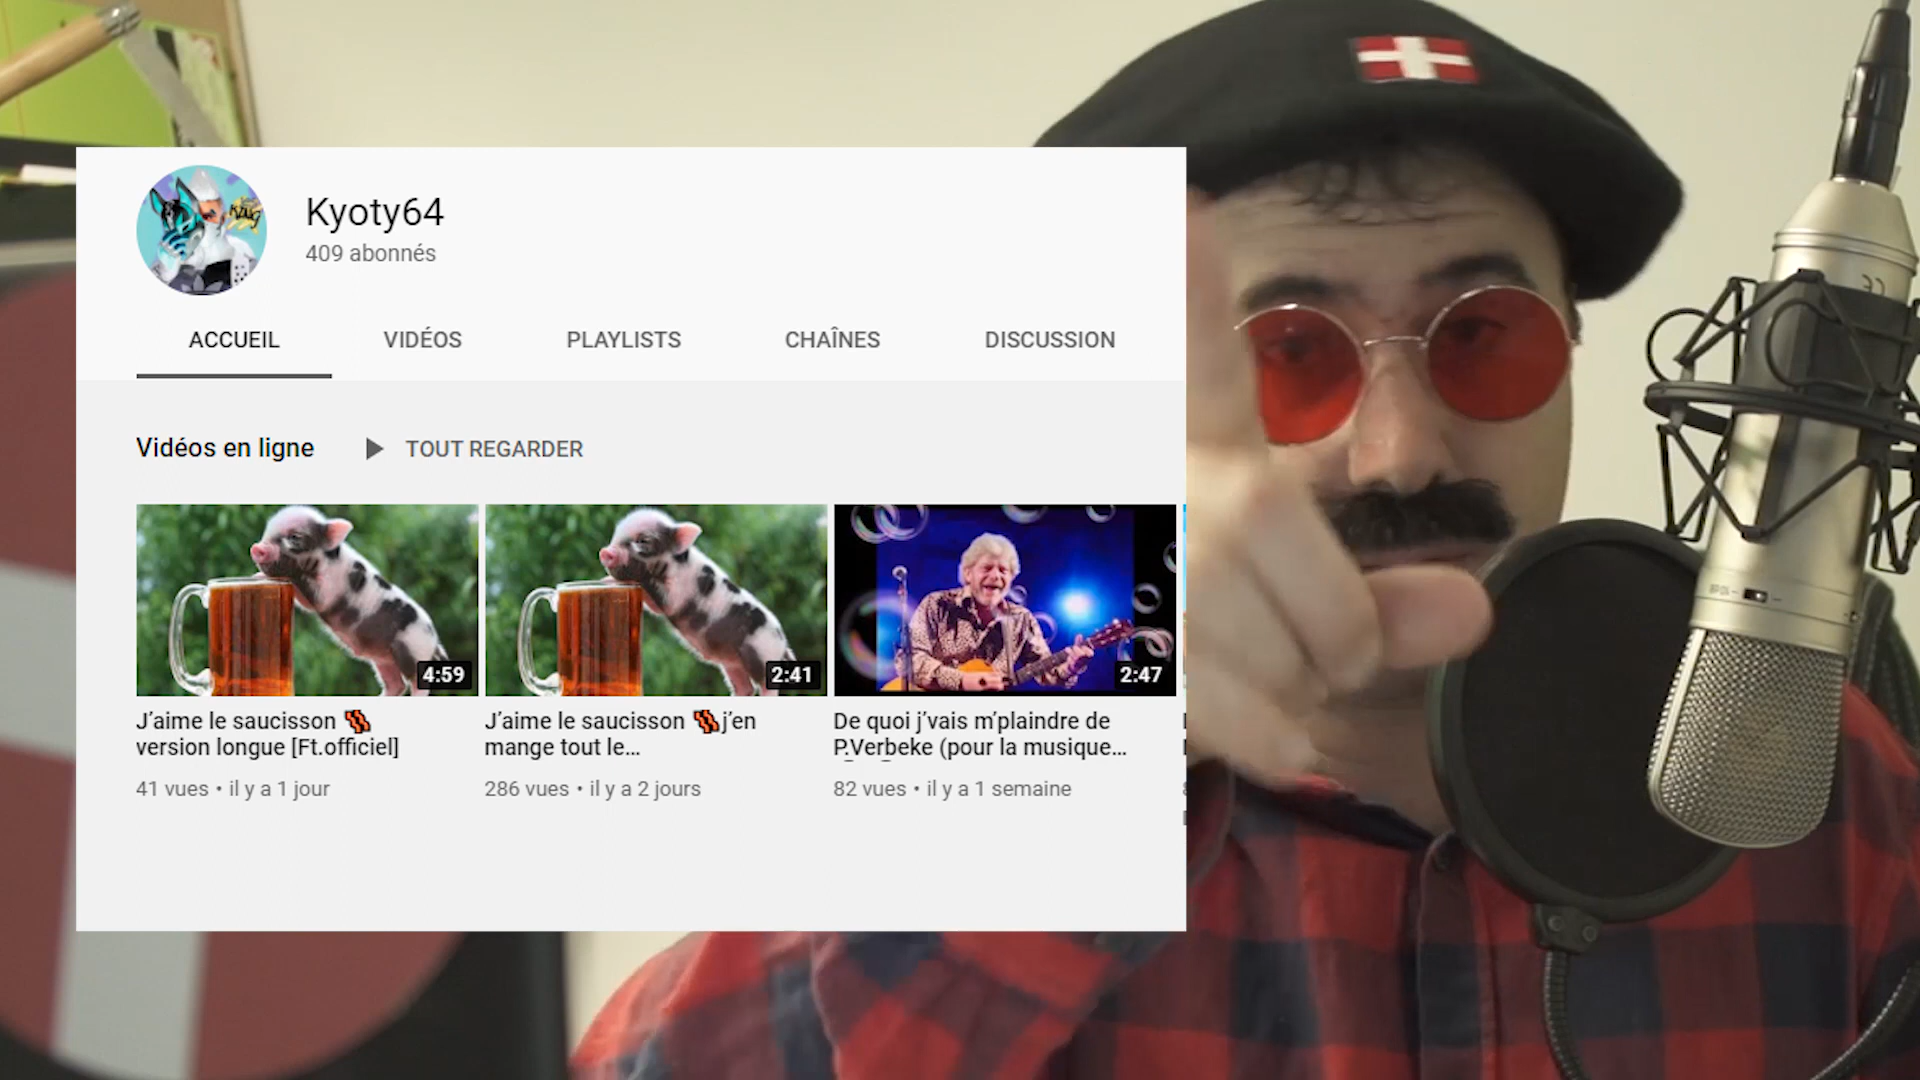 Kyoty64
409 abonnés
ACCUEIL
VIDÉOS
PLAYLISTS
CHAÎNES
DISCUSSION
Vidéos en ligne
TOUT REGARDER
4:59
2:41
2:47
J'aime le saucisson 🥓
version longue [Ft.officiel]
41 vues • il y a 1 jour
J'aime le saucisson 🥓j'en
mange tout le…
286 vues • il y a 2 jours
De quoi j'vais m'plaindre de
P.Verbeke (pour la musique…
82 vues • il y a 1 semaine